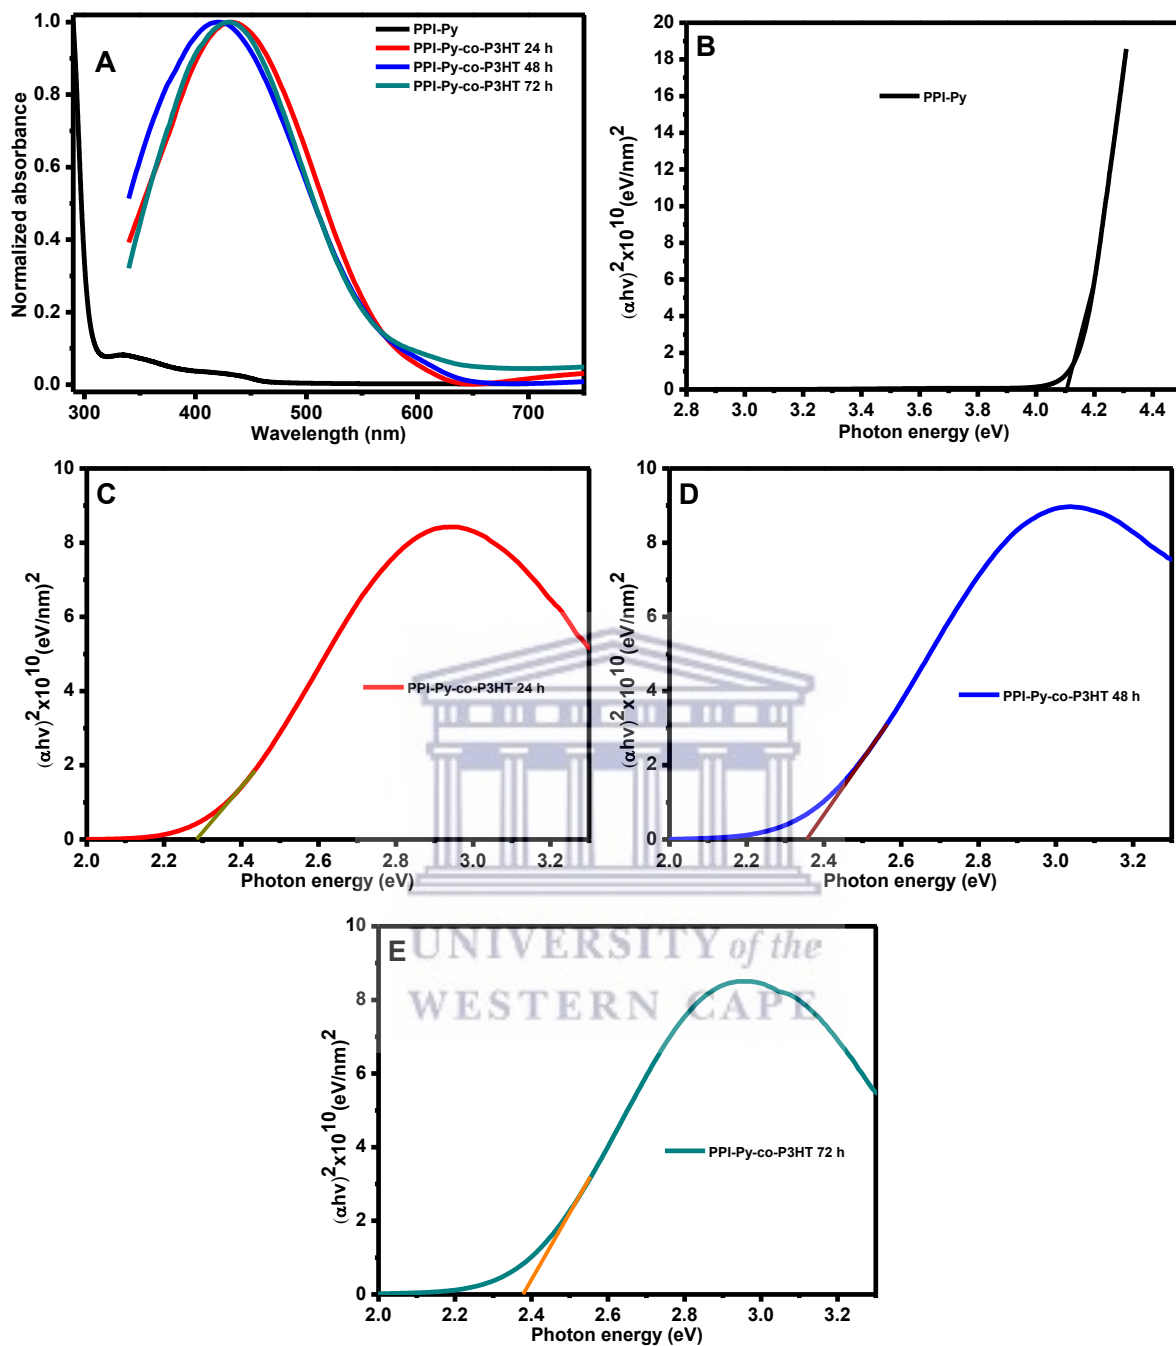 A
PPI-Py
PPI-Py-co-P3HT 24 h
PPI-Py-co-P3HT 48 h
PPI-Py-co-P3HT 72 h
Normalized absorbance
1.0
0.8
0.6
0.4
0.2
0.0
300 400 500 600 700
Wavelength (nm)
B
PPI-Py
(αhv)²x10¹⁰(eV/nm)²
20
18
16
14
12
10
8
6
4
2
0
2.8 3.0 3.2 3.4 3.6 3.8 4.0 4.2 4.4
Photon energy (eV)
C
PPI-Py-co-P3HT 24 h
(αhv)²x10¹⁰(eV/nm)²
10
8
6
4
2
0
2.0 2.2 2.4 2.6 2.8 3.0 3.2
Photon energy (eV)
D
PPI-Py-co-P3HT 48 h
(αhv)²x10¹⁰(eV/nm)²
10
8
6
4
2
0
2.0 2.2 2.4 2.6 2.8 3.0 3.2
Photon energy (eV)
UNIVERSITY of the
WESTERN CAPE
E
PPI-Py-co-P3HT 72 h
(αhv)²x10¹⁰(eV/nm)²
10
8
6
4
2
0
2.0 2.2 2.4 2.6 2.8 3.0 3.2
Photon energy (eV)